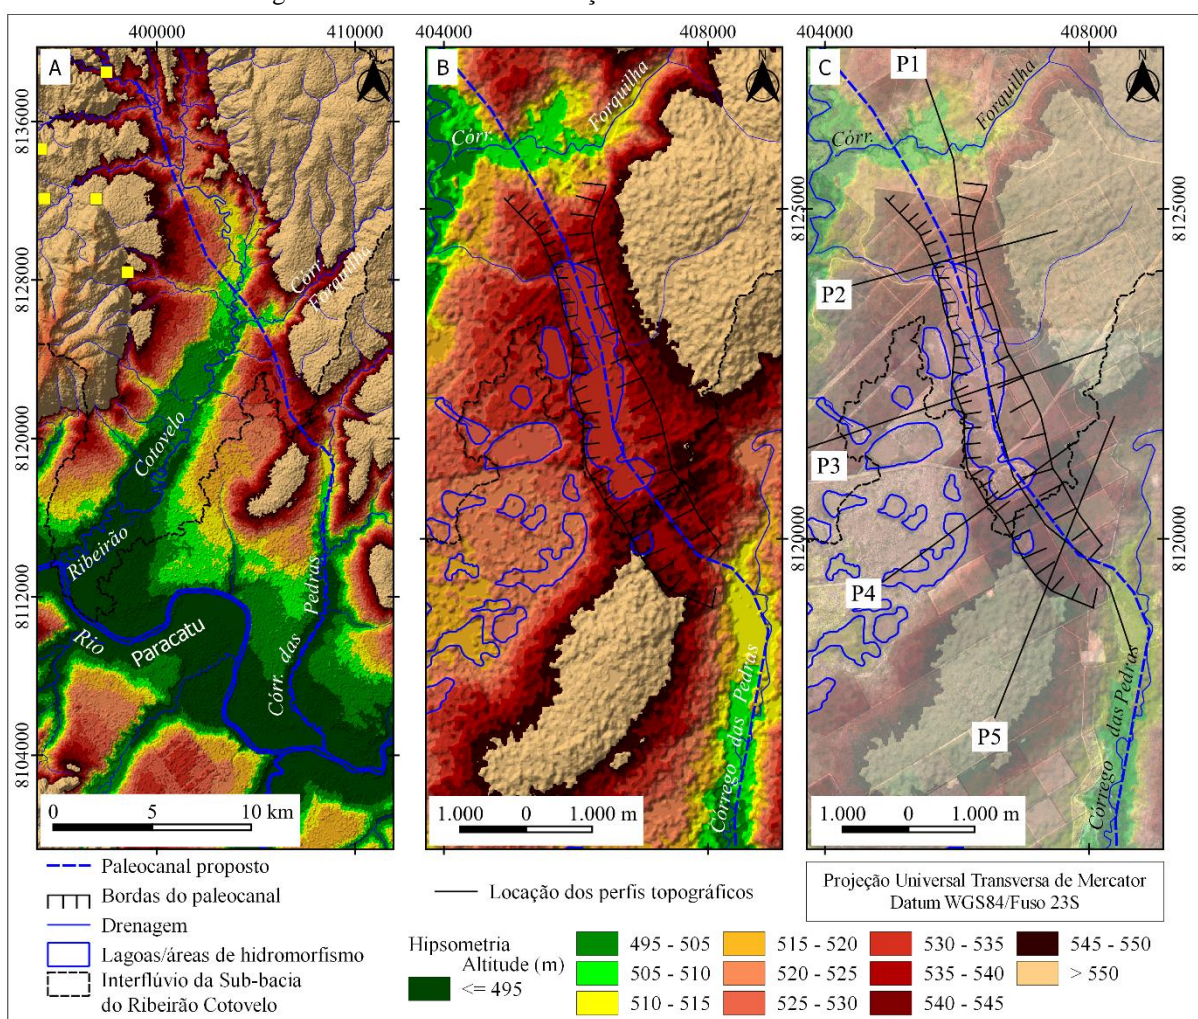 400000
410000
404000
408000
404000
408000
A
N
B
N
C
N
8136000
8128000
8120000
8112000
8104000
Córr.
Forquilha
Cotovelo
Ribeirão
Rio
Paracatu
Córr. das Pedras
0 5 10 km
Córr. Forquilha
Córrego das Pedras
1.000 0 1.000 m
8125000
8120000
P1
P2
P3
P4
P5
Córr. Forquilha
Córrego das Pedras
1.000 0 1.000 m
8125000
8120000
Paleocanal proposto
Bordas do paleocanal
Drenagem
Lagoas/áreas de hidromorfismo
Interflúvio da Sub-bacia
do Ribeirão Cotovelo
Locação dos perfis topográficos
Projeção Universal Transversa de Mercator
Datum WGS84/Fuso 23S
Hipsometria
Altitude (m)
<= 495
495 - 505
505 - 510
510 - 515
515 - 520
520 - 525
525 - 530
530 - 535
535 - 540
540 - 545
545 - 550
> 550